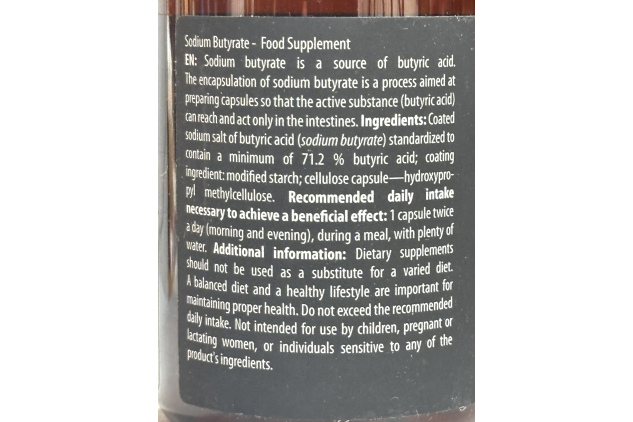 Sodium Butyrate - Food Supplement
EN: Sodium butyrate is a source of butyric acid.
The encapsulation of sodium butyrate is a process aimed at
preparing capsules so that the active substance (butyric acid)
can reach and act only in the intestines. Ingredients: Coated
sodium salt of butyric acid (sodium butyrate) standardized to
contain a minimum of 71.2 % butyric acid; coating
ingredient: modified starch; cellulose capsule—hydroxypro-
pyl methylcellulose. Recommended daily intake
necessary to achieve a beneficial effect: 1 capsule twice
a day (morning and evening), during a meal, with plenty of
water. Additional information: Dietary supplements
should not be used as a substitute for a varied diet.
A balanced diet and a healthy lifestyle are important for
maintaining proper health. Do not exceed the recommended
daily intake. Not intended for use by children, pregnant or
lactating women, or individuals sensitive to any of the
product's ingredients.